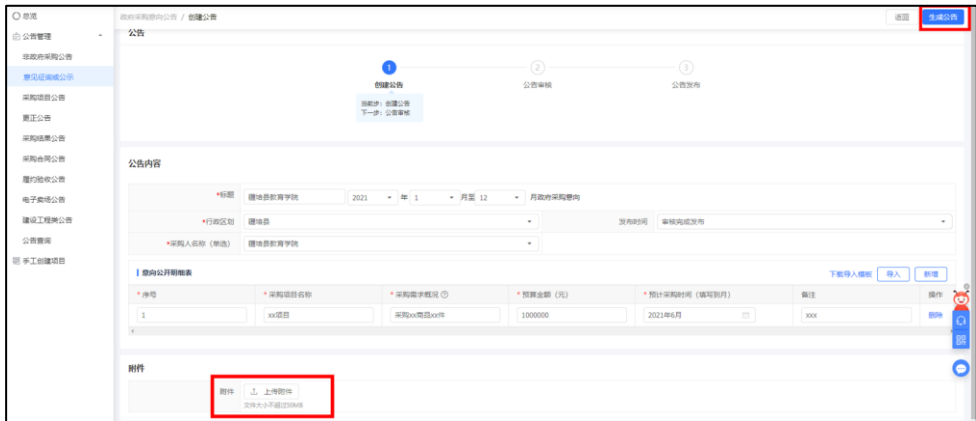 总览
政府采购意向公告 / 创建公告
返回
生成公告
公告管理
公告
非政府采购公告
意见征询或公示
采购项目公告
更正公告
采购结果公告
采购合同公告
履约验收公告
电子卖场公告
建设工程类公告
公告查询
手工创建项目
1
2
3
创建公告
公告审核
公告发布
当前步：创建公告
下一步：公告审核
公告内容
*标题 疆培县教育学院 2021 年 1 月至 12 月政府采购意向
*行政区划 疆培县 发布时间 审核完成发布
*采购人名称（单选） 疆培县教育学院
意向公开明细表 下载导入模板 导入 新增
*序号 *采购项目名称 *采购需求概况 *预算金额（元） *预计采购时间（填写到月） 备注 操作
1 xx项目 采购xx商品xx件 1000000 2021年6月 xxx 删除
附件
附件 上传附件
文件大小不超过50MB